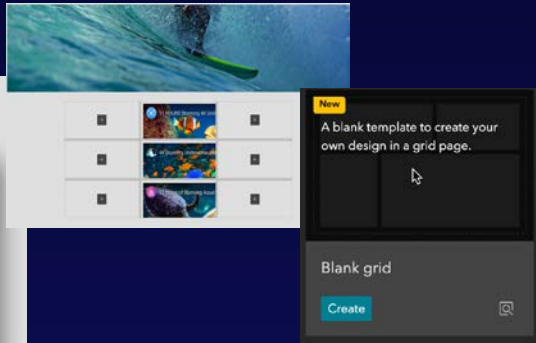 New
A blank template to create your
own design in a grid page.
Blank grid
Create